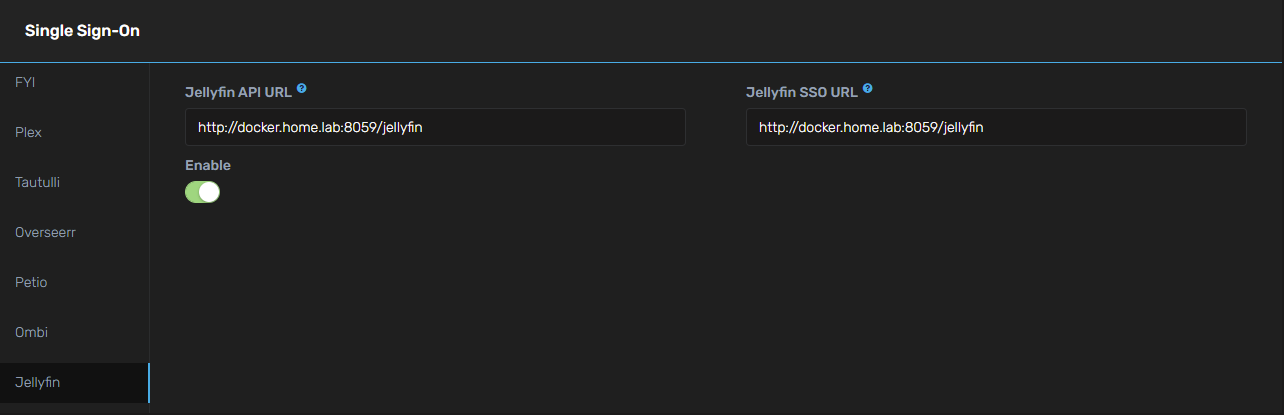 Single Sign-On
FYI
Plex
Tautulli
Overseerr
Petio
Ombi
Jellyfin
Jellyfin API URL ?
http://docker.home.lab:8059/jellyfin
Enable
Jellyfin SSO URL ?
http://docker.home.lab:8059/jellyfin